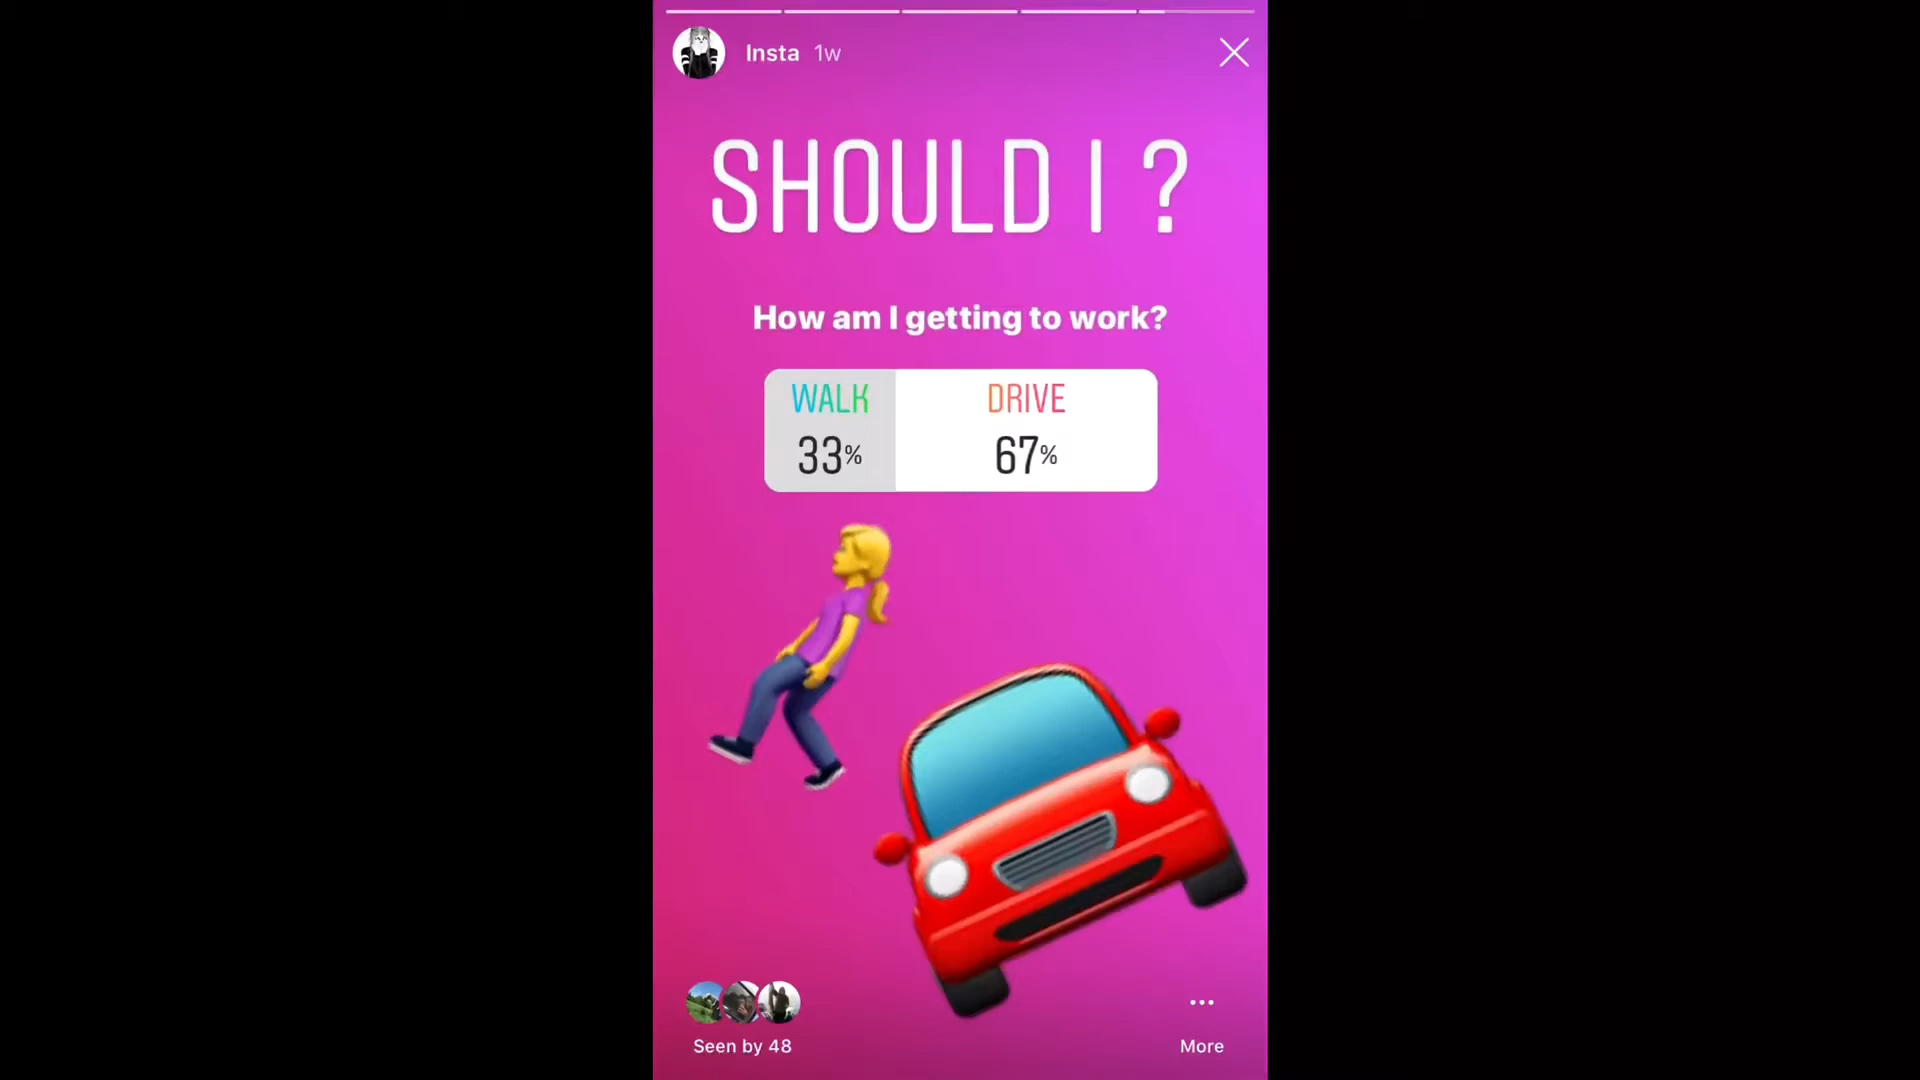 Insta 1w
SHOULD I ?
How am I getting to work?
WALK DRIVE
33% 67%
Seen by 48
More